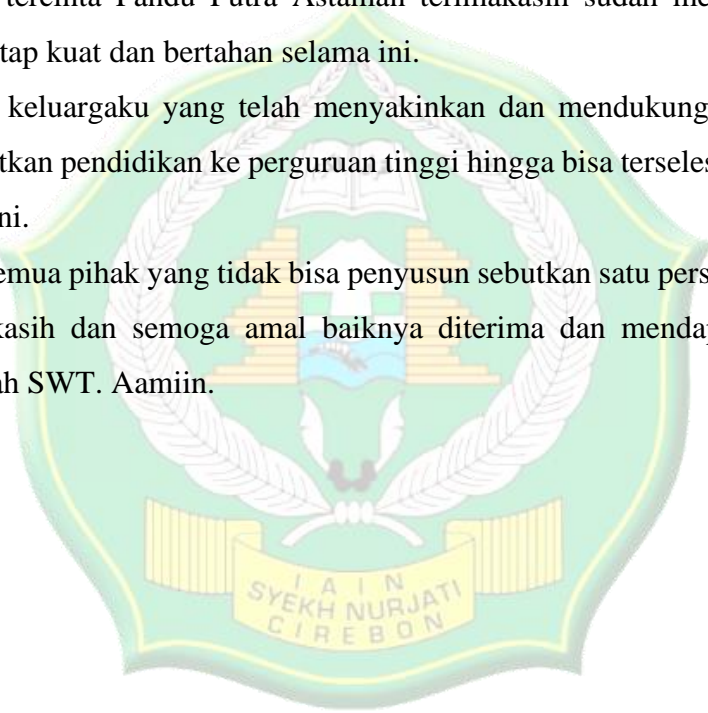 tercinta Pandu Putra Astaman terimakasih sudah me
tap kuat dan bertahan selama ini.
keluargaku yang telah menyakinkan dan mendukung
tkan pendidikan ke perguruan tinggi hingga bisa terseles
ni.
emua pihak yang tidak bisa penyusun sebutkan satu pers
kasih dan semoga amal baiknya diterima dan menda
ah SWT. Aamiin.
IAIN
SYEKH NURJATI
CIREBON